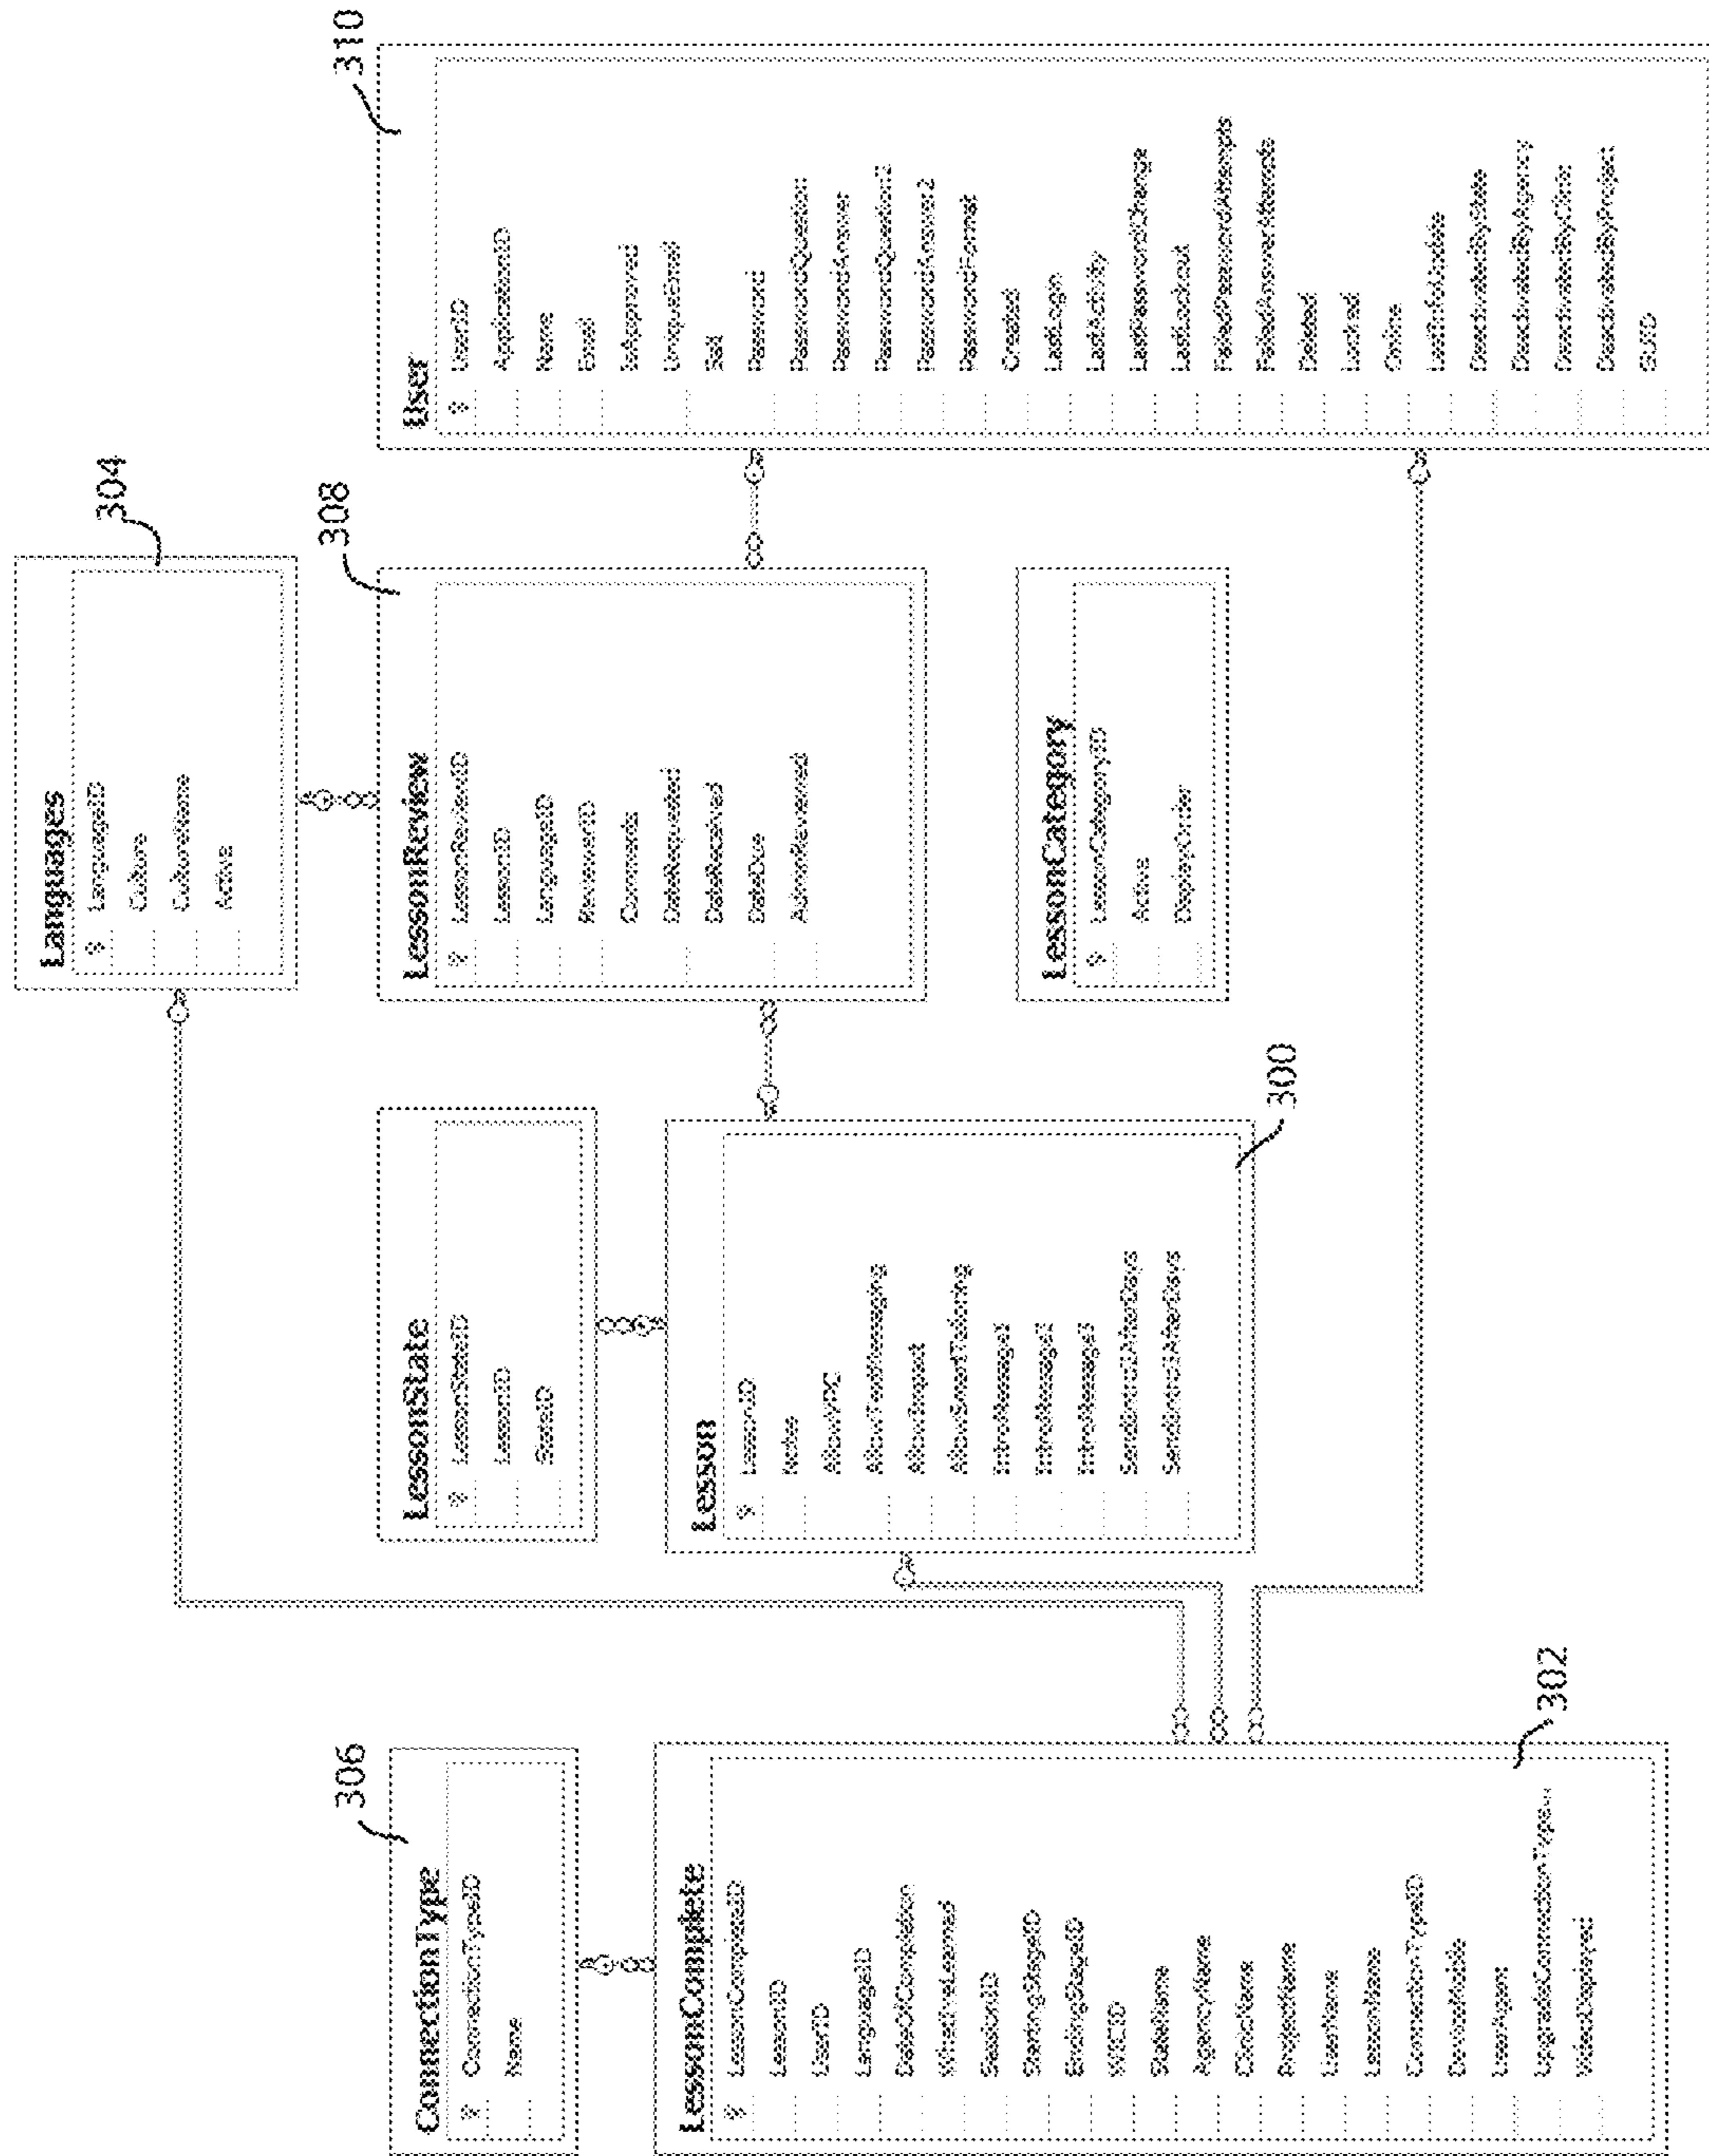 306
ConnectionType
ConnectionTypeID
Name
LessonComplete
LessonCompleteID
LessonID
UserID
LanguageID
DateOfCompletion
WhatIveLearned
SessionID
StartingStageID
EndingStageID
WICID
StateName
AgencyName
ClinicName
ProjectName
UserName
LessonName
ConnectionTypeID
DeviceMobile
UserAgent
UpgradeConnectionType...
VideoDisplayed
302
LessonState
LessonStateID
LessonID
StateID
Lesson
LessonID
Notes
AllowVPC
AllowTextMessaging
AllowImpact
AllowSmartTailoring
IntroMessage1
IntroMessage2
IntroMessage3
SendIntro2AfterDays
SendIntro3AfterDays
300
Languages
LanguageID
Culture
CultureName
Active
304
LessonReview
LessonReviewID
LessonID
LanguageID
ReviewerID
Comments
DateRequested
DateReceived
DateDue
AdminReviewed
308
LessonCategory
LessonCategoryID
Active
DisplayOrder
310
User
UserID
ApplicationID
Name
Email
IsApproved
UniqueEmail
Salt
Password
PasswordQuestion
PasswordAnswer
PasswordQuestion2
PasswordAnswer2
PasswordFormat
Created
LastLogin
LastActivity
LastPasswordChange
LastLockout
FailedPasswordAttempts
FailedAnswerAttempts
Deleted
Locked
Online
LastInfoUpdate
DeactivatedByState
DeactivatedByAgency
DeactivatedByClinic
DeactivatedByProject
GUID